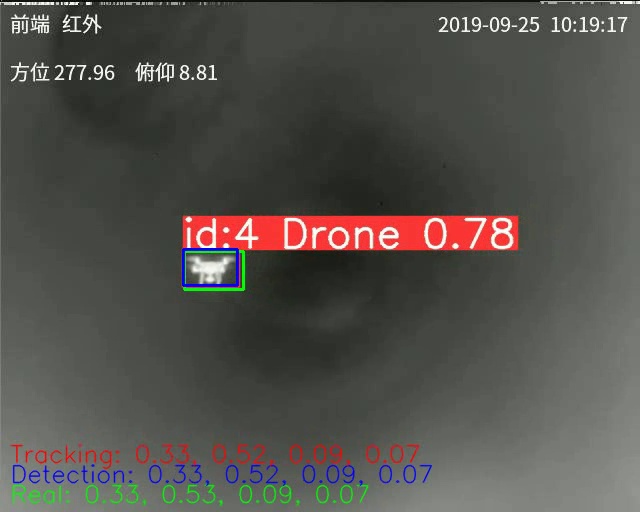 前端 红外 2019-09-25 10:19:17
方位 277.96 俯仰 8.81
id:4 Drone 0.78
Tracking: 0.33, 0.52, 0.09, 0.07
Detection: 0.33, 0.52, 0.09, 0.07
Real: 0.33, 0.53, 0.09, 0.07